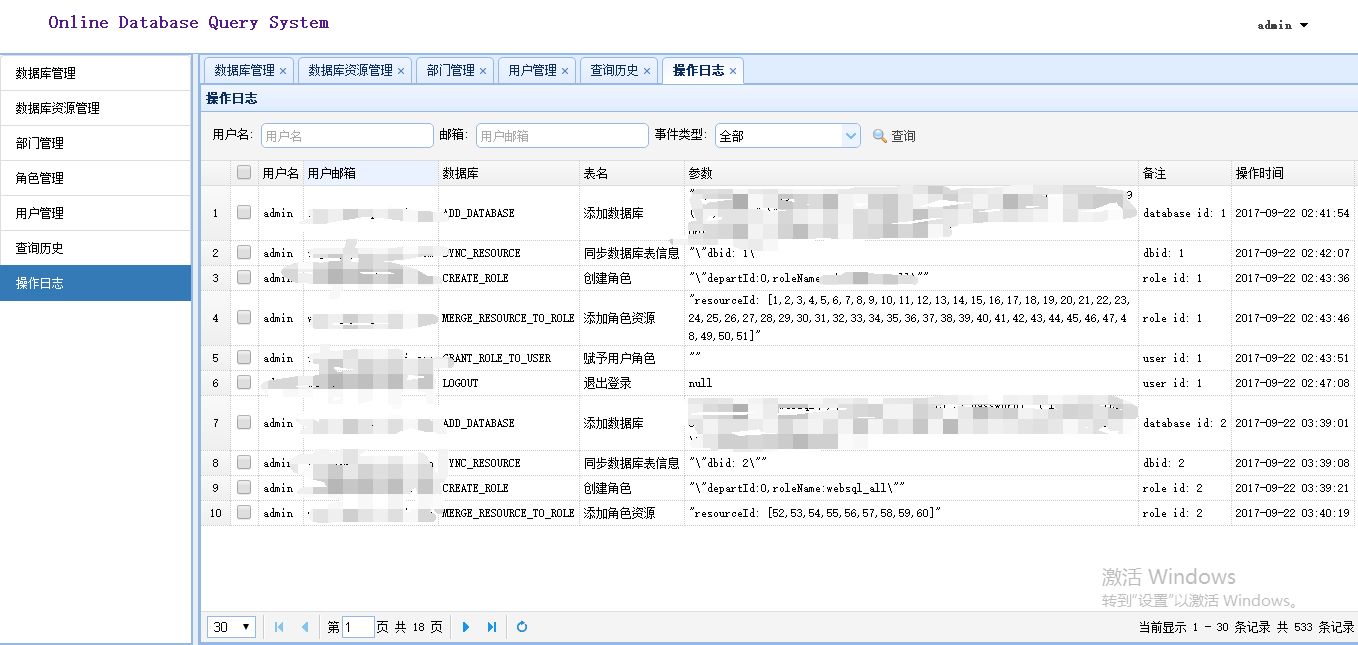 Online Database Query System
admin
数据库管理
数据库资源管理
部门管理
角色管理
用户管理
查询历史
操作日志
数据库管理 × 数据库资源管理 × 部门管理 × 用户管理 × 查询历史 × 操作日志 ×
操作日志
用户名: 用户名 邮箱: 用户邮箱 事件类型: 全部 查询
用户名 用户邮箱 数据库 表名 参数 备注 操作时间
1 admin ADD_DATABASE 添加数据库 database id: 1 2017-09-22 02:41:54
2 admin SYNC_RESOURCE 同步数据库表信息 "\"dbid: 1\ dbid: 1 2017-09-22 02:42:07
3 admin CREATE_ROLE 创建角色 "\"departId:0,roleName \"" role id: 1 2017-09-22 02:43:36
"resourceId: [1,2,3,4,5,6,7,8,9,10,11,12,13,14,15,16,17,18,19,20,21,22,23,
4 admin MERGE_RESOURCE_TO_ROLE 添加角色资源 24,25,26,27,28,29,30,31,32,33,34,35,36,37,38,39,40,41,42,43,44,45,46,47,4 role id: 1 2017-09-22 02:43:46
8,49,50,51]"
5 admin GRANT_ROLE_TO_USER 赋予用户角色 "" user id: 1 2017-09-22 02:43:51
6 LOGOUT 退出登录 null user id: 1 2017-09-22 02:47:08
7 admin ADD_DATABASE 添加数据库 database id: 2 2017-09-22 03:39:01
8 admin SYNC_RESOURCE 同步数据库表信息 "\"dbid: 2\"" dbid: 2 2017-09-22 03:39:08
9 admin CREATE_ROLE 创建角色 "\"departId:0,roleName:websql_all\"" role id: 2 2017-09-22 03:39:21
10 admin MERGE_RESOURCE_TO_ROLE 添加角色资源 "resourceId: [52,53,54,55,56,57,58,59,60]" role id: 2 2017-09-22 03:40:19
激活 Windows
转到"设置"以激活 Windows。
30 第 1 页 共 18 页 当前显示 1 - 30 条记录 共 533 条记录